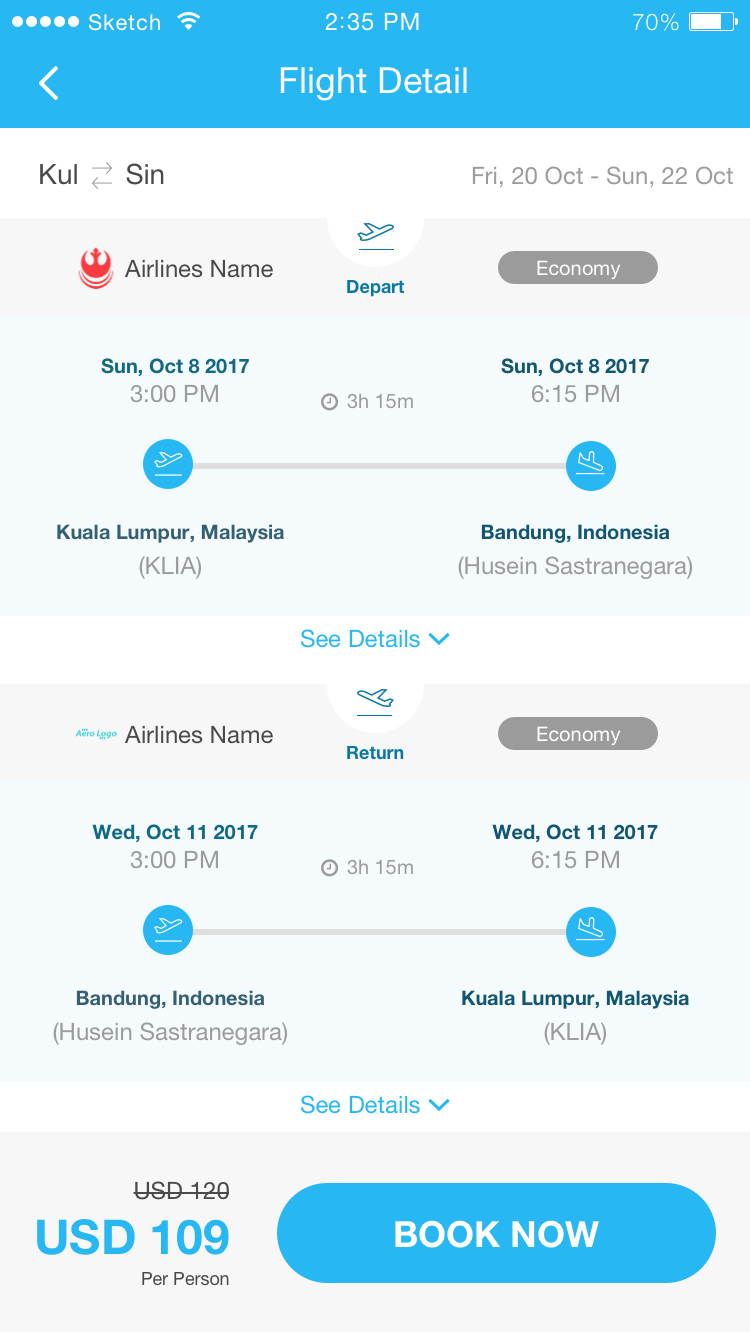 Sketch 2:35 PM 70%
Flight Detail
Kul Sin Fri, 20 Oct - Sun, 22 Oct
Airlines Name Economy
Depart
Sun, Oct 8 2017 Sun, Oct 8 2017
3:00 PM 3h 15m 6:15 PM
Kuala Lumpur, Malaysia Bandung, Indonesia
(KLIA) (Husein Sastranegara)
See Details
Aero Logo Airlines Name Economy
Return
Wed, Oct 11 2017 Wed, Oct 11 2017
3:00 PM 3h 15m 6:15 PM
Bandung, Indonesia Kuala Lumpur, Malaysia
(Husein Sastranegara) (KLIA)
See Details
USD 120
USD 109 BOOK NOW
Per Person